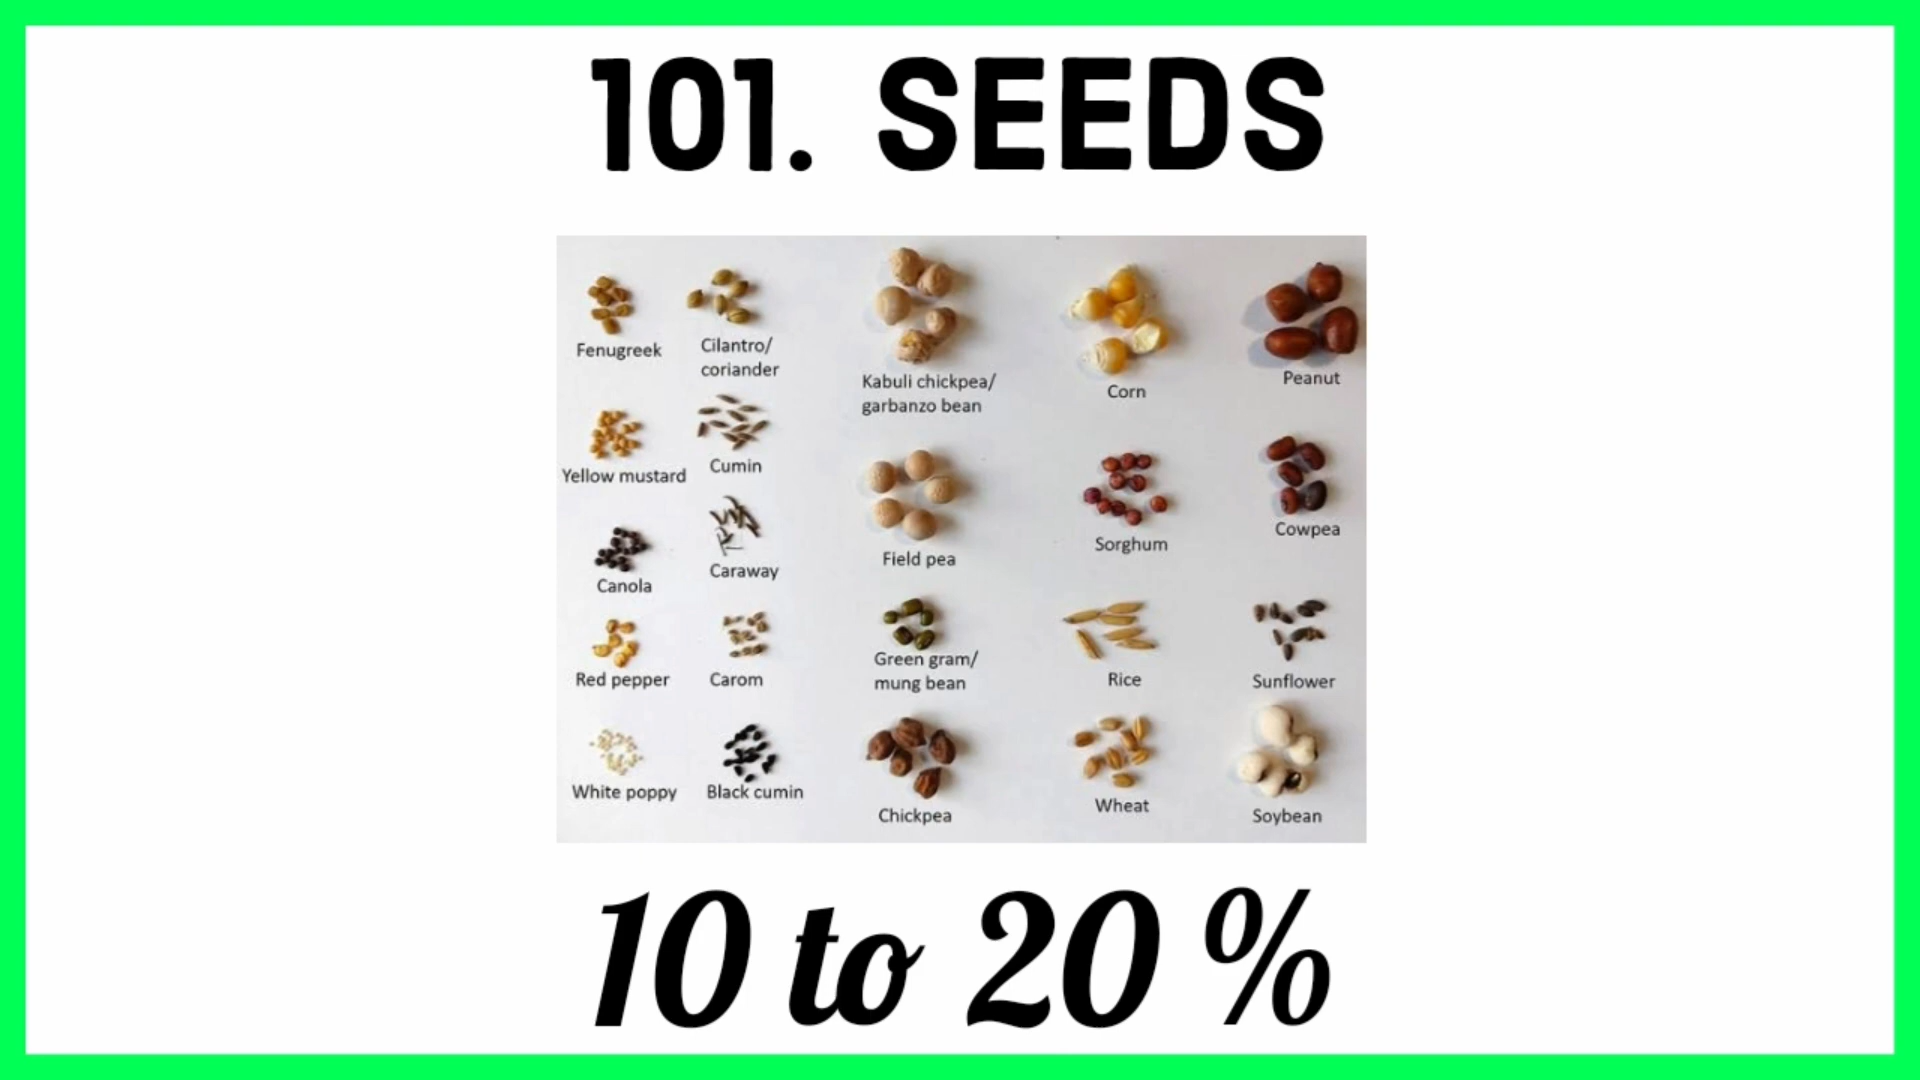 101. SEEDS
Fenugreek
Cilantro/
coriander
Kabuli chickpea/
garbanzo bean
Corn
Peanut
Yellow mustard
Cumin
Field pea
Sorghum
Cowpea
Canola
Caraway
Green gram/
mung bean
Rice
Sunflower
Red pepper
Carom
Chickpea
Wheat
Soybean
White poppy
Black cumin
10 to 20 %